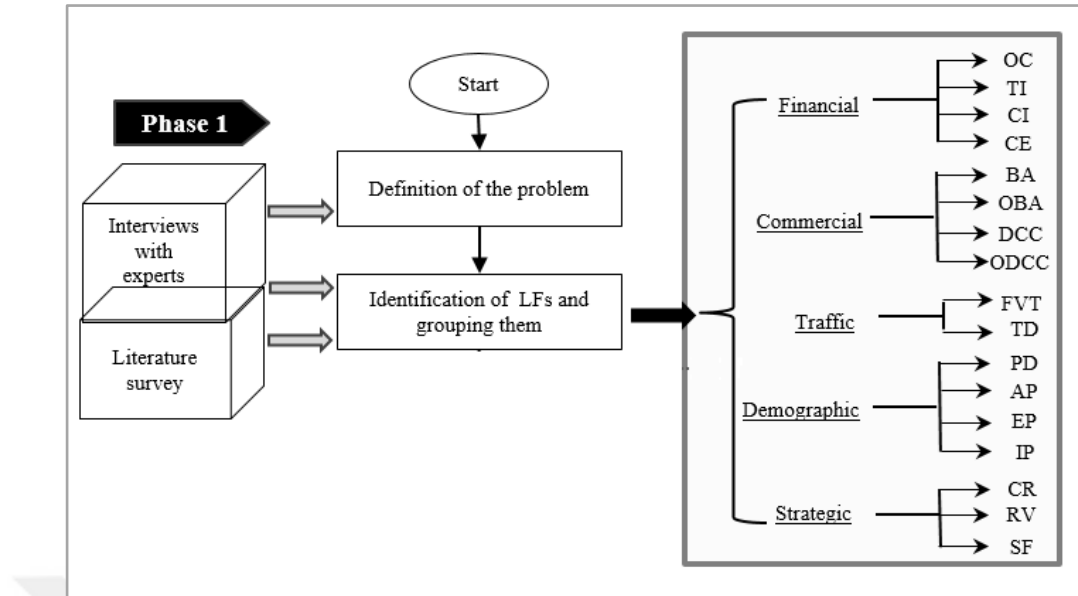 Phase 1
Start
Interviews
with
experts
Literature
survey
Definition of the problem
Identification of LFs and
grouping them
Financial
OC
TI
CI
CE
Commercial
BA
OBA
DCC
ODCC
Traffic
FVT
TD
Demographic
PD
AP
EP
IP
Strategic
CR
RV
SF